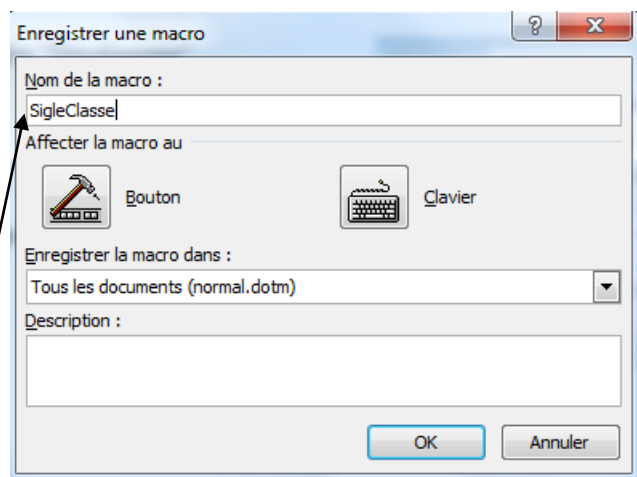 Enregistrer une macro
Nom de la macro :
SigleClasse
Affecter la macro au
Bouton
Clavier
Enregistrer la macro dans :
Tous les documents (normal.dotm)
Description :
OK
Annuler